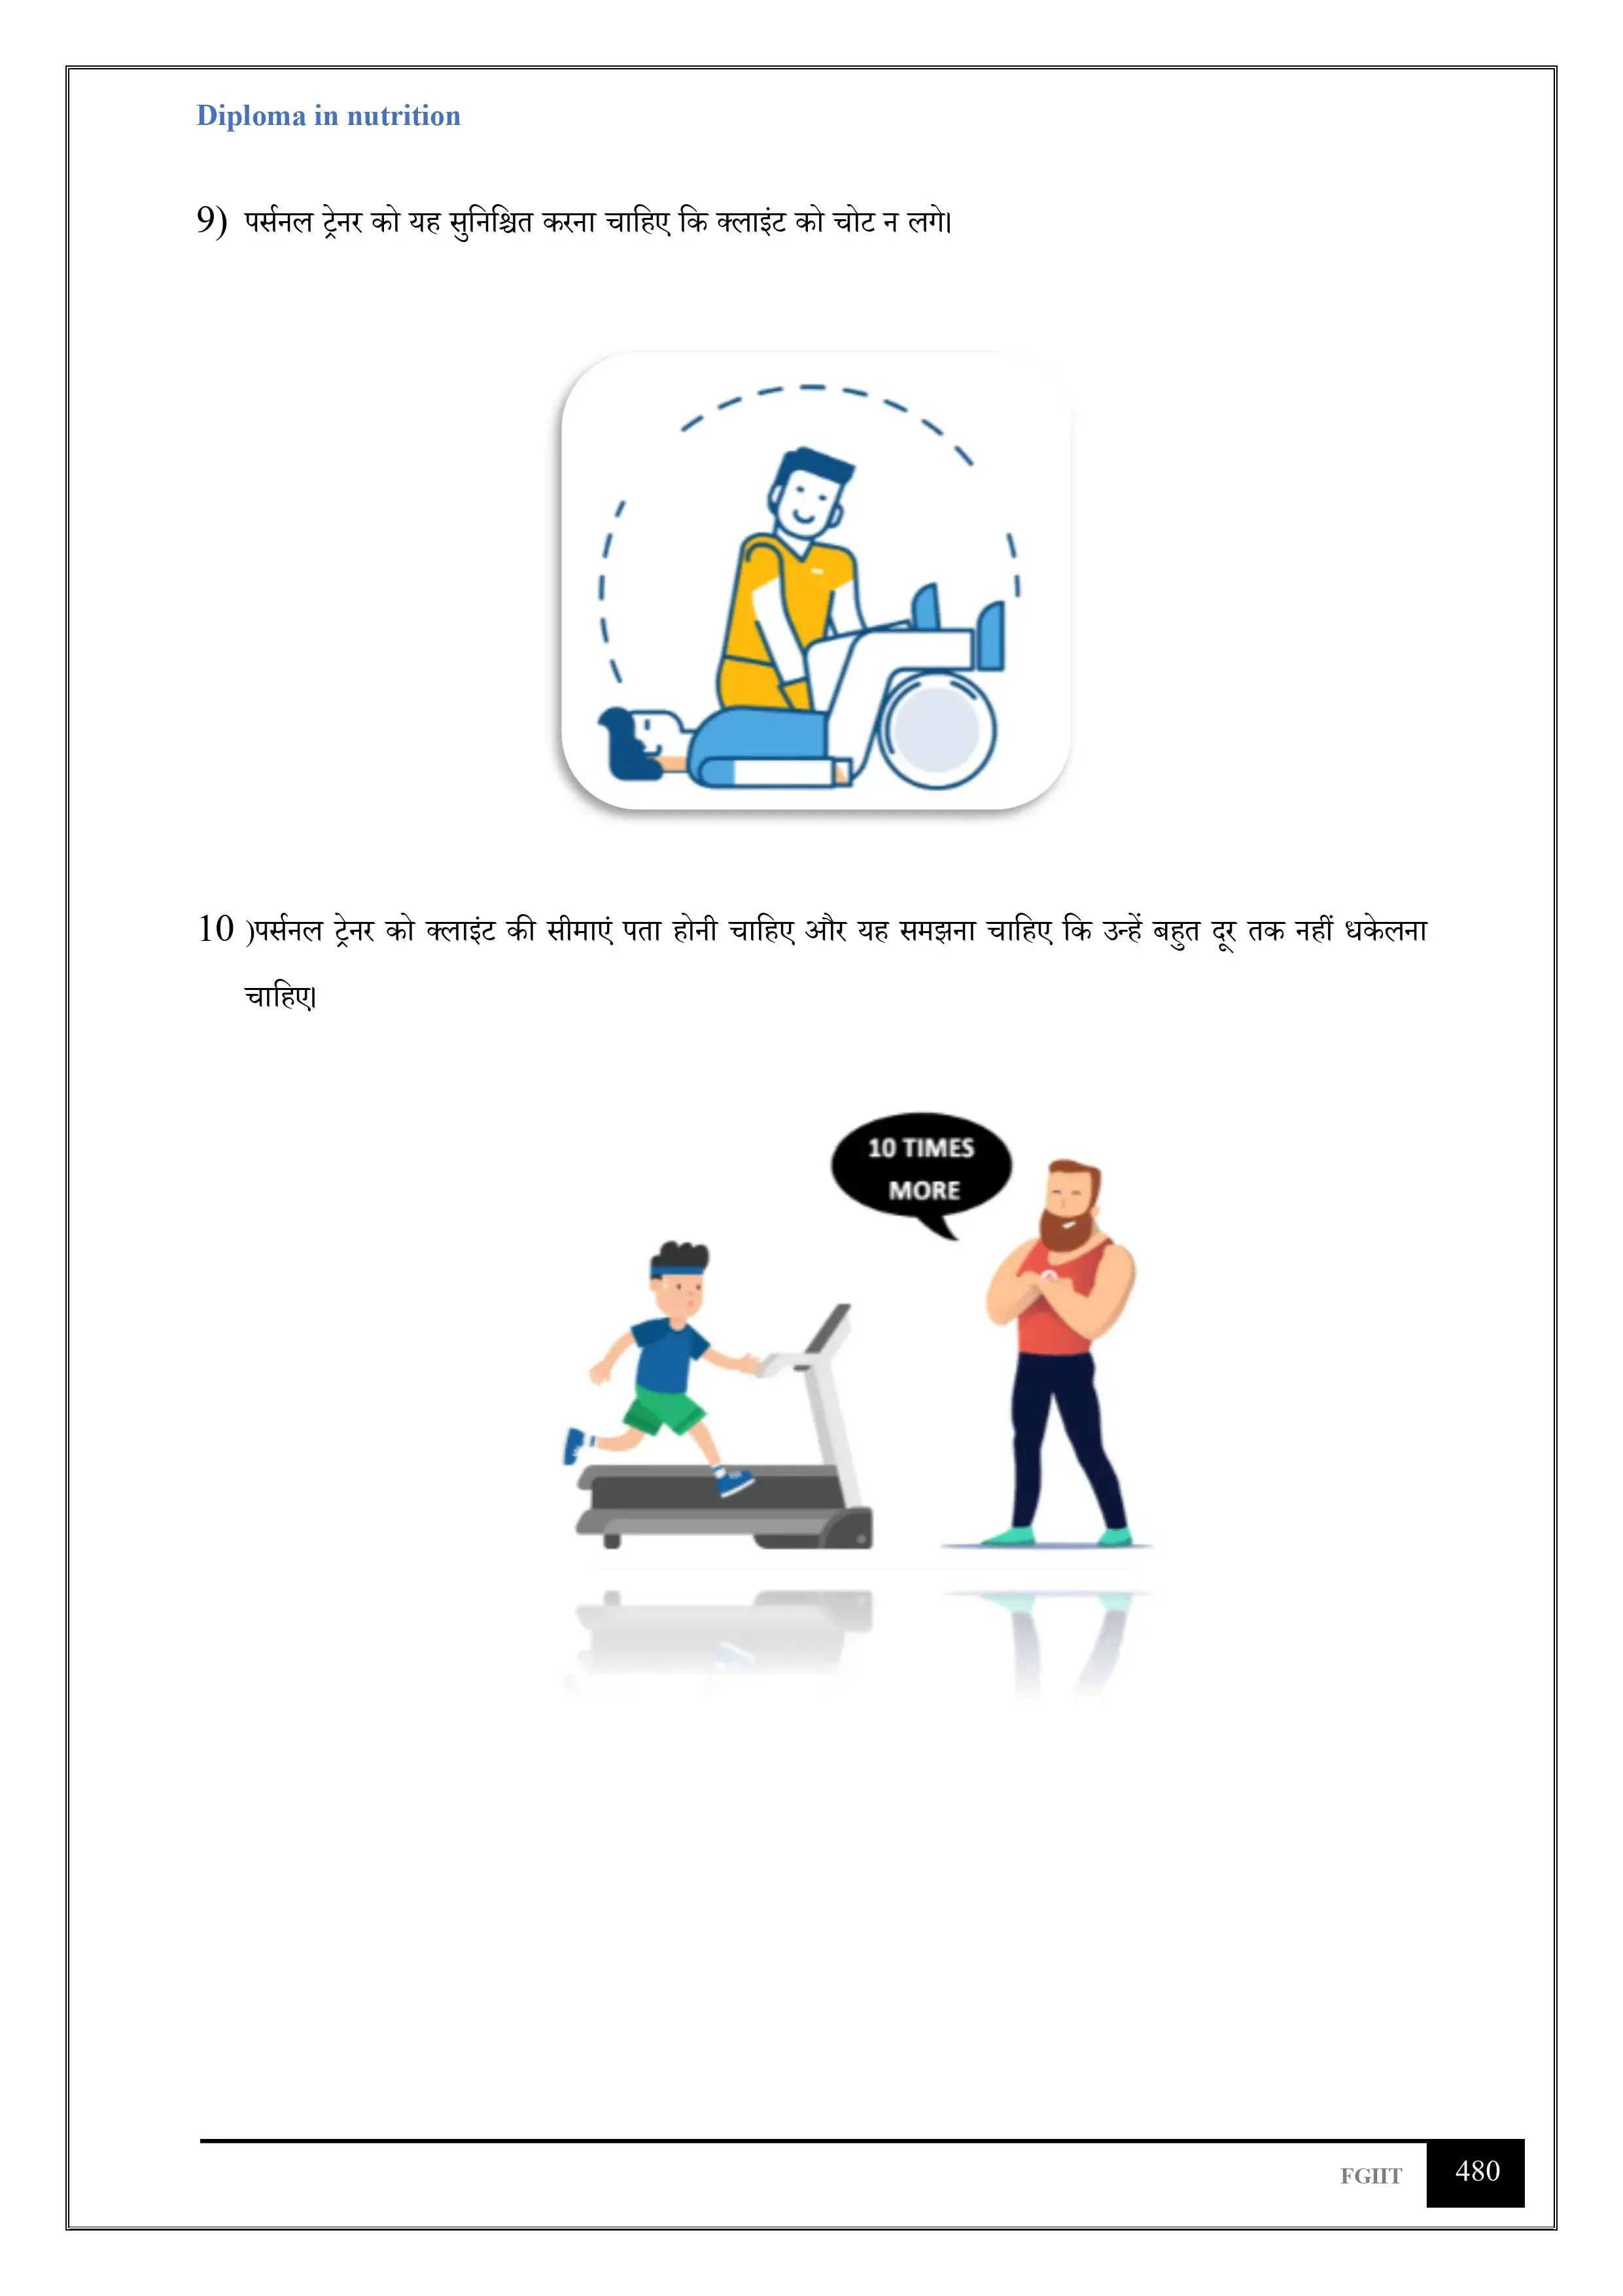 Diploma in nutrition
9) पर्सनल ट्रेनर को यह सुनिश्चित करना चाहिए कि क्लाइंट को चोट न लगे।
10 )पर्सनल ट्रेनर को क्लाइंट की सीमाएं पता होनी चाहिए और यह समझना चाहिए कि उन्हें बहुत दूर तक नहीं धकेलना
चाहिए।
10 TIMES
MORE
FGIIT 480